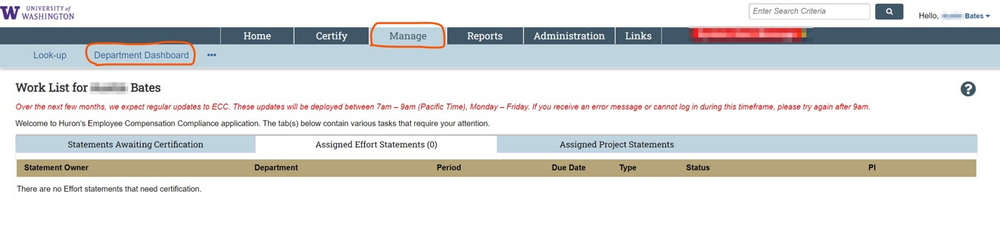 W UNIVERSITY of
WASHINGTON
Enter Search Criteria
Hello, Bates
Home Certify Manage Reports Administration Links
Look-up Department Dashboard •••
Work List for Bates
?
Over the next few months, we expect regular updates to ECC. These updates will be deployed between 7am – 9am (Pacific Time), Monday – Friday. If you receive an error message or cannot log in during this timeframe, please try again after 9am.
Welcome to Huron's Employee Compensation Compliance application. The tab(s) below contain various tasks that require your attention.
Statements Awaiting Certification Assigned Effort Statements (0) Assigned Project Statements
Statement Owner Department Period Due Date Type Status PI
There are no Effort statements that need certification.